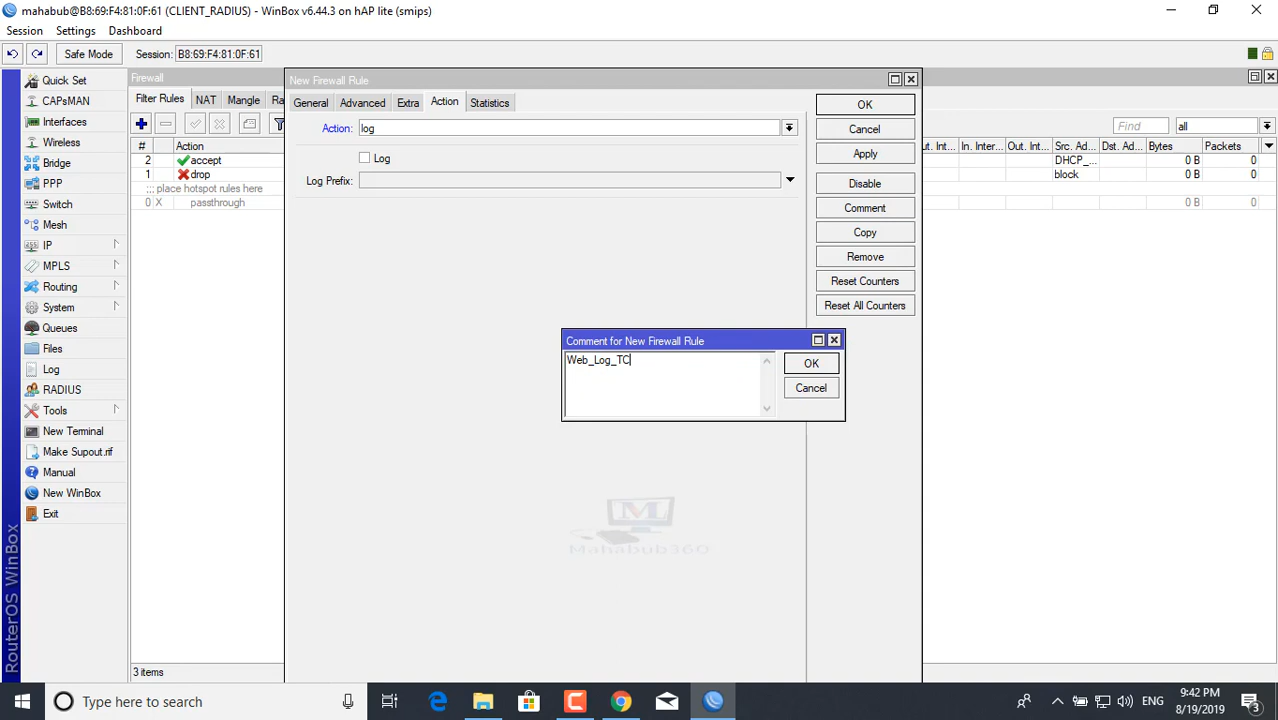 mahabub@B8:69:F4:81:0F:61 (CLIENT_RADIUS) - WinBox v6.44.3 on hAP lite (smips)
Session Settings Dashboard
Safe Mode Session: B8:69:F4:81:0F:61
Quick Set
CAPsMAN
Interfaces
Wireless
Bridge
PPP
Switch
Mesh
IP
MPLS
Routing
System
Queues
Files
Log
RADIUS
Tools
New Terminal
Make Supout.rif
Manual
New WinBox
Exit
RouterOS WinBox
Firewall
Filter Rules NAT Mangle Ra
# Action
2 accept
1 drop
;;; place hotspot rules here
0 X passthrough
3 items
New Firewall Rule
General Advanced Extra Action Statistics
Action: log
Log
Log Prefix:
OK
Cancel
Apply
Disable
Comment
Copy
Remove
Reset Counters
Reset All Counters
Comment for New Firewall Rule
Web_Log_TC
OK
Cancel
Mahabub360
Find all
ut. Int... In. Inter... Out. Int... Src. Ad... Dst. Ad... Bytes Packets
DHCP_... 0 B 0
block 0 B 0
0 B 0
Type here to search
ENG
9:42 PM
8/19/2019
3